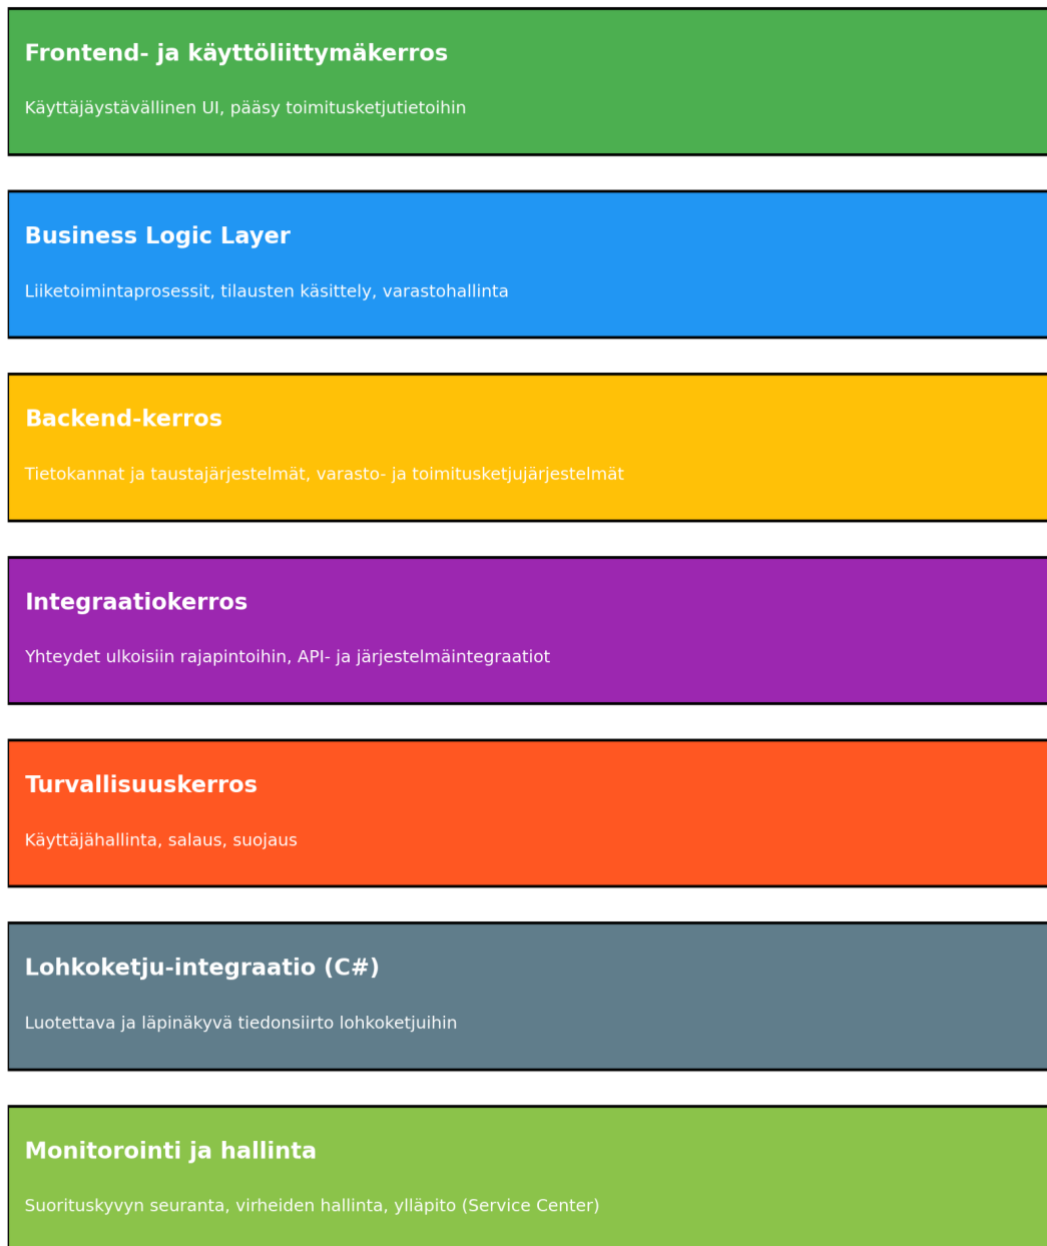 Frontend- ja käyttöliittymäkerros
Käyttäjäystävällinen UI, pääsy toimitusketjutietoihin
Business Logic Layer
Liiketoimintaprosessit, tilausten käsittely, varastohallinta
Backend-kerros
Tietokannat ja taustajärjestelmät, varasto- ja toimitusketjujärjestelmät
Integraatiokerros
Yhteydet ulkoisiin rajapintoihin, API- ja järjestelmäintegraatiot
Turvallisuuskerros
Käyttäjähallinta, salaus, suojaus
Lohkoketju-integraatio (C#)
Luotettava ja läpinäkyvä tiedonsiirto lohkoketjuihin
Monitorointi ja hallinta
Suorituskyvyn seuranta, virheiden hallinta, ylläpito (Service Center)